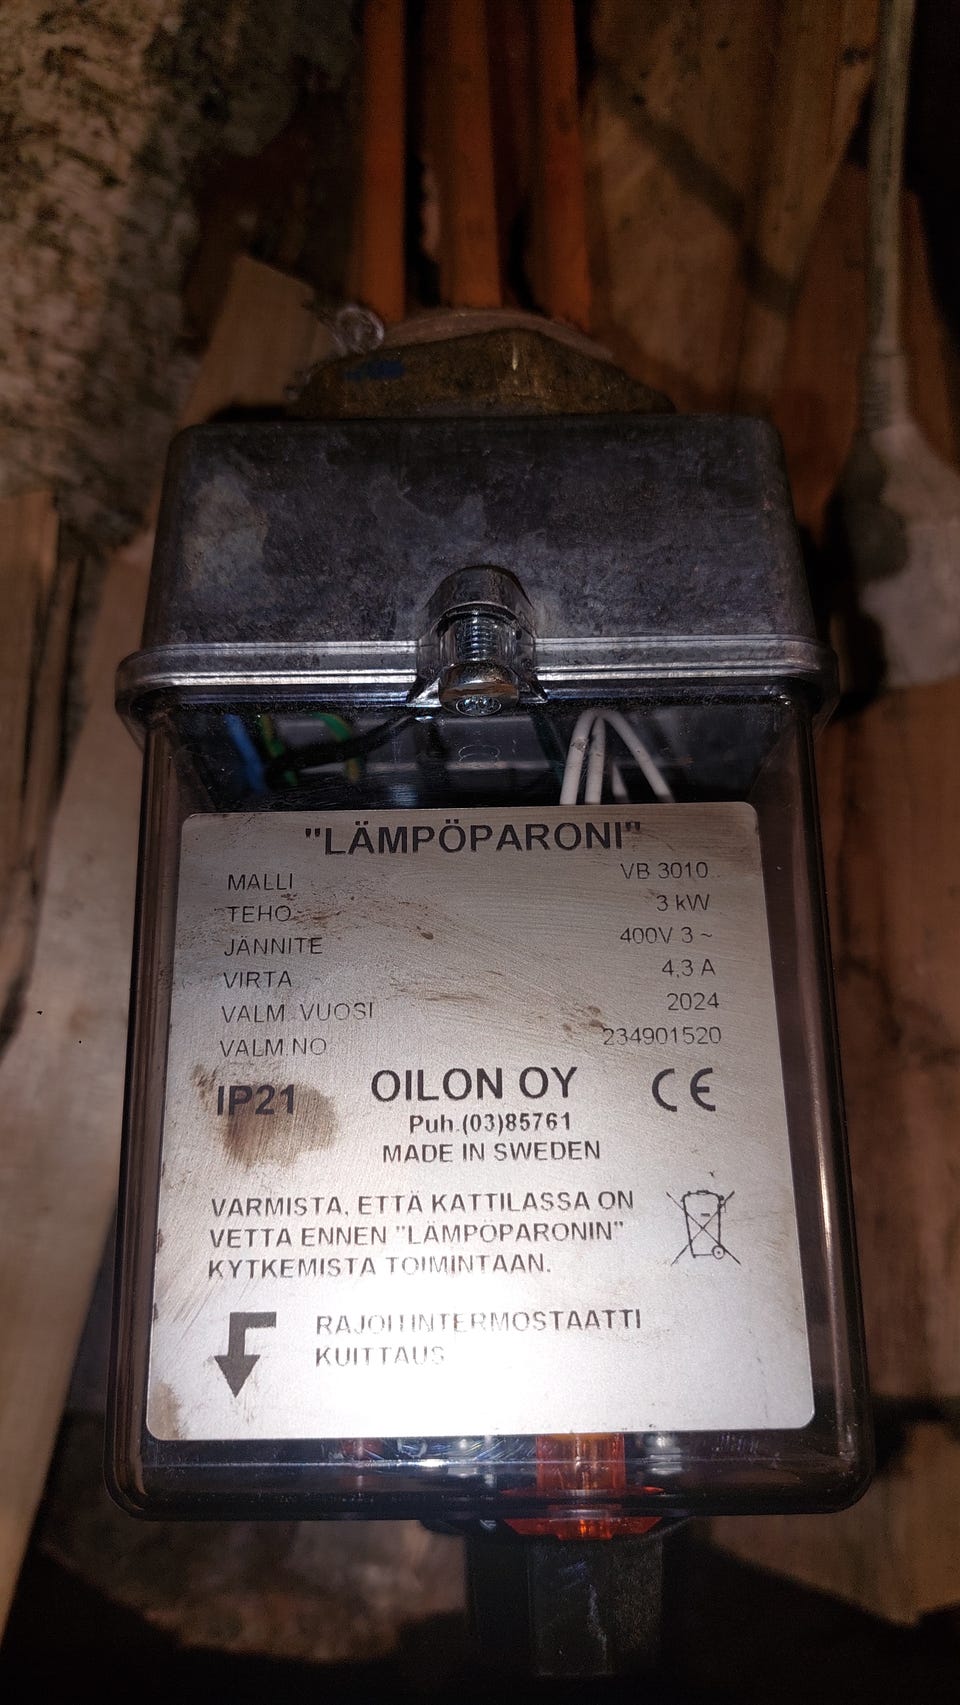 "LÄMPÖPARONI"
MALLI VB 3010
TEHO 3 kW
JÄNNITE 400V 3 ~
VIRTA 4,3 A
VALM. VUOSI 2024
VALM.NO 234901520
IP21 OILON OY CE
Puh.(03)85761
MADE IN SWEDEN
VARMISTA, ETTÄ KATTILASSA ON
VETTA ENNEN "LÄMPÖPARONIN"
KYTKEMISTA TOIMINTAAN.
RAJOITINTERMOSTAATTI
KUITTAUS